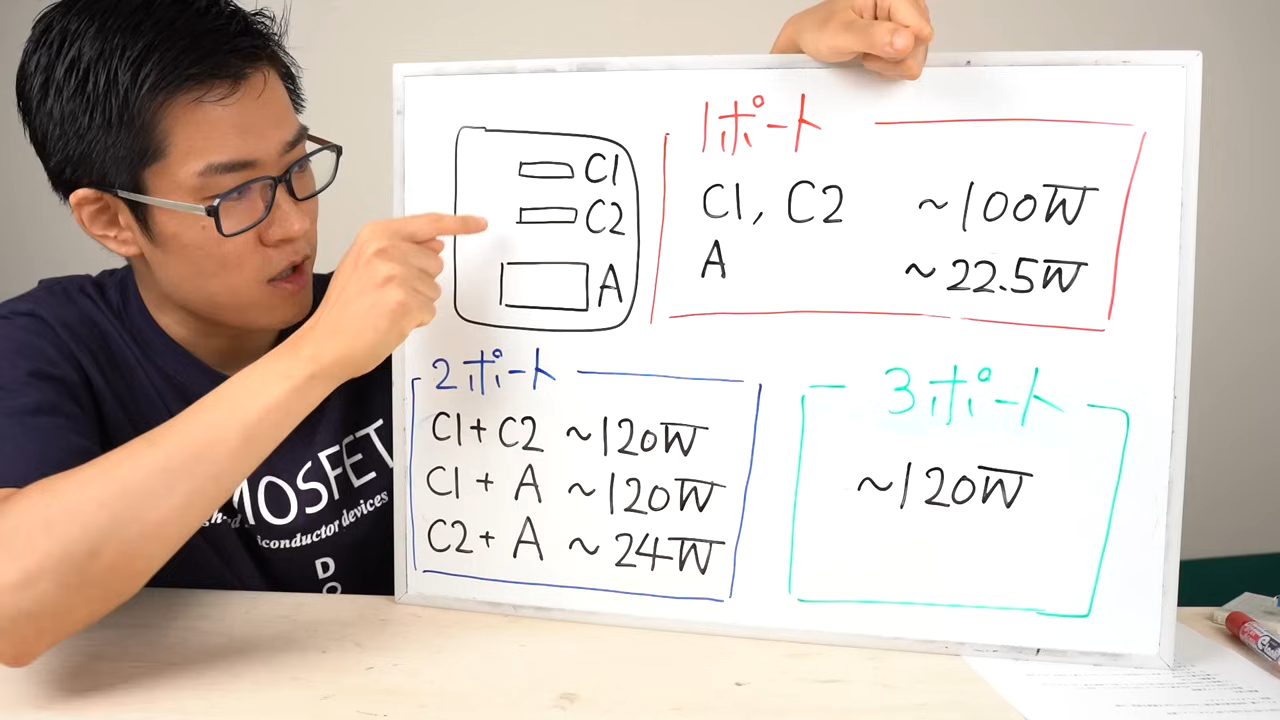 C1
C2
A
1ポート
C1, C2 ~100W
A ~22.5W
2ポート
C1+C2 ~120W
C1+A ~120W
C2+A ~24W
3ポート
~120W
MOSFET
iconductor devices
D